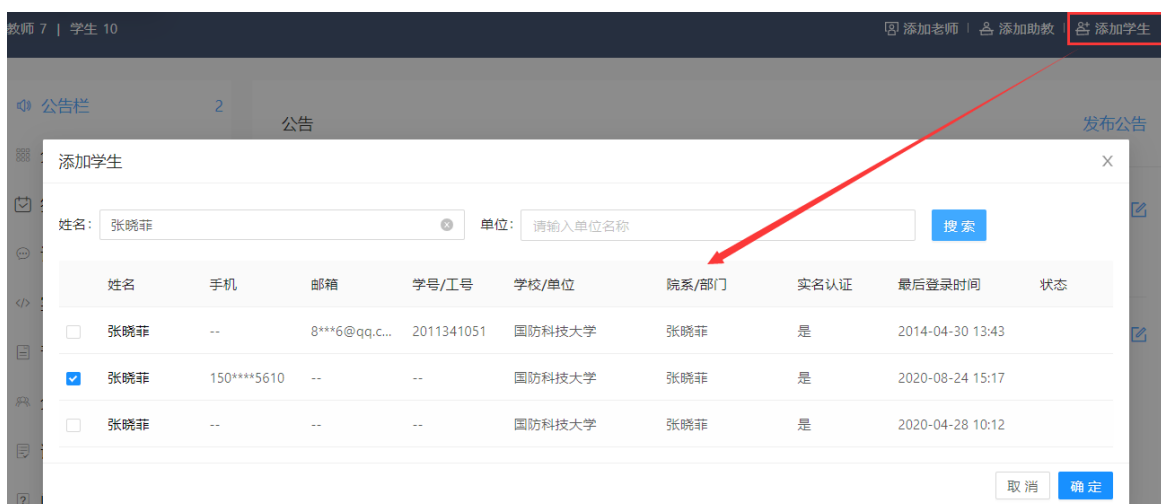 教师 7 | 学生 10 添加老师 添加助教 添加学生
公告栏 2
公告 发布公告
添加学生
姓名: 张晓菲 单位: 请输入单位名称 搜索
姓名 手机 邮箱 学号/工号 学校/单位 院系/部门 实名认证 最后登录时间 状态
张晓菲 -- 8***6@qq.c... 2011341051 国防科技大学 张晓菲 是 2014-04-30 13:43
张晓菲 150****5610 -- -- 国防科技大学 张晓菲 是 2020-08-24 15:17
张晓菲 -- -- -- 国防科技大学 张晓菲 是 2020-04-28 10:12
取消 确定